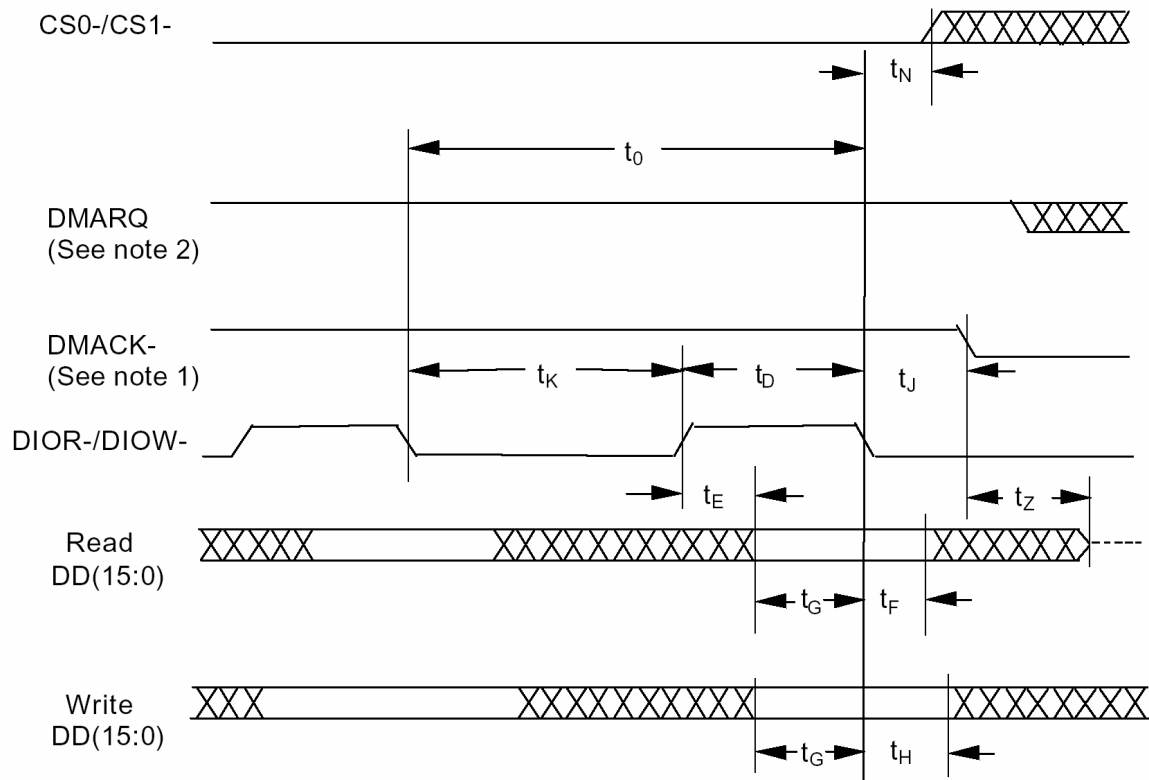 CS0-/CS1-
tN
t0
DMARQ
(See note 2)
DMACK-
(See note 1)
tK
tD
tJ
DIOR-/DIOW-
tE
tZ
Read
DD(15:0)
tG
tF
Write
DD(15:0)
tG
tH